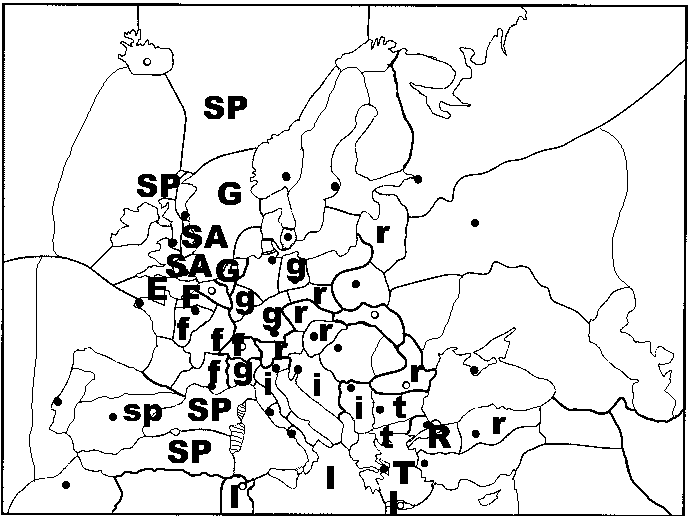 SP
SP G
r
SA
SA G g
E F g r
f g r r
f f r
f g i i r
sp SP i t r
t R
SP T
I I I